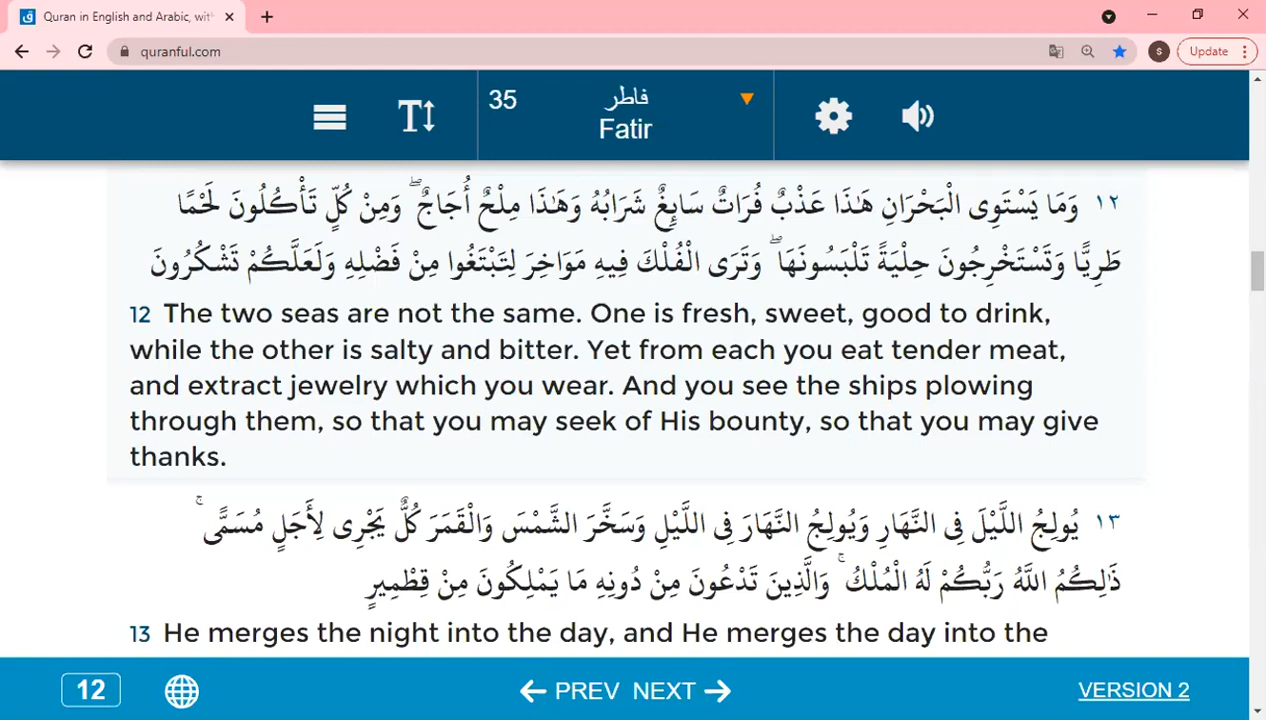 Quran in English and Arabic, wit
quranful.com
S
Update
35
فاطر
Fatir
١٢ وَمَا يَسْتَوِى الْبَحْرَانِ هَٰذَا عَذْبٌ فُرَاتٌ سَائِغٌ شَرَابُهُ وَهَٰذَا مِلْحٌ أُجَاجٌ ۖ وَمِنْ كُلٍّ تَأْكُلُونَ لَحْمًا
طَرِيًّا وَتَسْتَخْرِجُونَ حِلْيَةً تَلْبَسُونَهَا ۖ وَتَرَى الْفُلْكَ فِيهِ مَوَاخِرَ لِتَبْتَغُوا مِنْ فَضْلِهِ وَلَعَلَّكُمْ تَشْكُرُونَ
12 The two seas are not the same. One is fresh, sweet, good to drink,
while the other is salty and bitter. Yet from each you eat tender meat,
and extract jewelry which you wear. And you see the ships plowing
through them, so that you may seek of His bounty, so that you may give
thanks.
١٣ يُولِجُ اللَّيْلَ فِى النَّهَارِ وَيُولِجُ النَّهَارَ فِى اللَّيْلِ وَسَخَّرَ الشَّمْسَ وَالْقَمَرَ كُلٌّ يَجْرِى لِأَجَلٍ مُسَمًّى ۚ
ذَٰلِكُمُ اللَّهُ رَبُّكُمْ لَهُ الْمُلْكُ ۚ وَالَّذِينَ تَدْعُونَ مِنْ دُونِهِ مَا يَمْلِكُونَ مِنْ قِطْمِيرٍ
13 He merges the night into the day, and He merges the day into the
12
PREV NEXT
VERSION 2